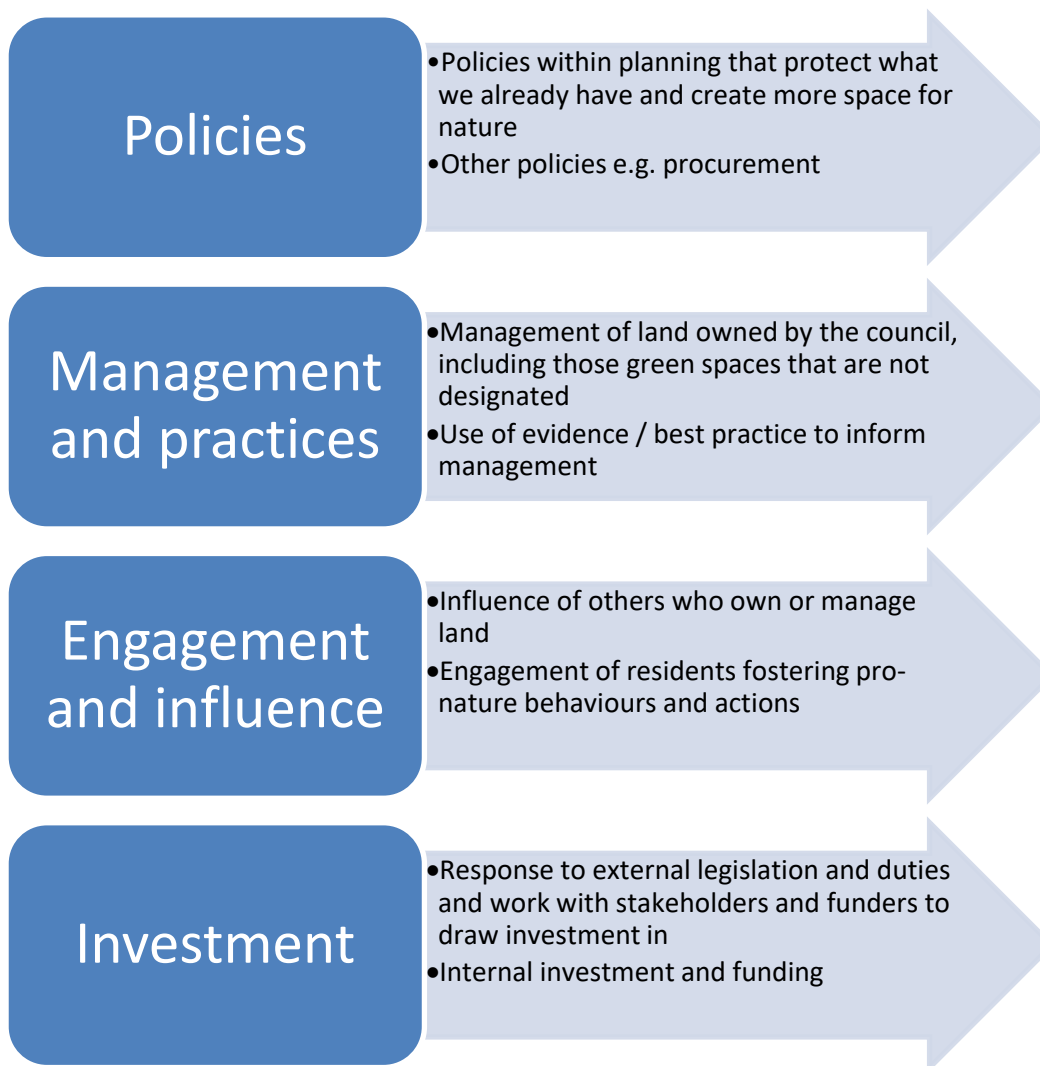 Policies
•Policies within planning that protect what
we already have and create more space for
nature
•Other policies e.g. procurement
Management
and practices
•Management of land owned by the council,
including those green spaces that are not
designated
•Use of evidence / best practice to inform
management
Engagement
and influence
•Influence of others who own or manage
land
•Engagement of residents fostering pro-
nature behaviours and actions
Investment
•Response to external legislation and duties
and work with stakeholders and funders to
draw investment in
•Internal investment and funding